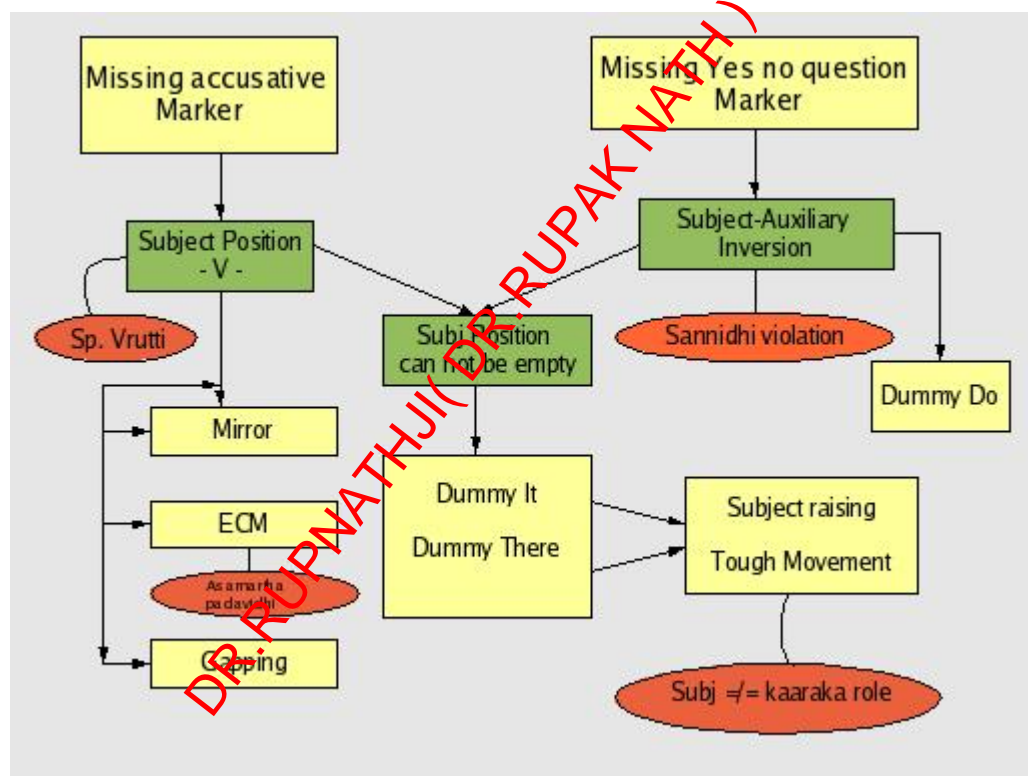 Missing accusative
Marker
Missing Yes no question
Marker
Subject Position
- V -
Subject-Auxiliary
Inversion
Sp. Vrutti
Subj Position
can not be empty
Sannidhi violation
Dummy Do
Mirror
Dummy It
Dummy There
Subject raising
Tough Movement
ECM
Asamartha
padavidhi
Gapping
Subj =/= kaaraka role
DR.RUPNATHJI( DR.RUPAK NATH )